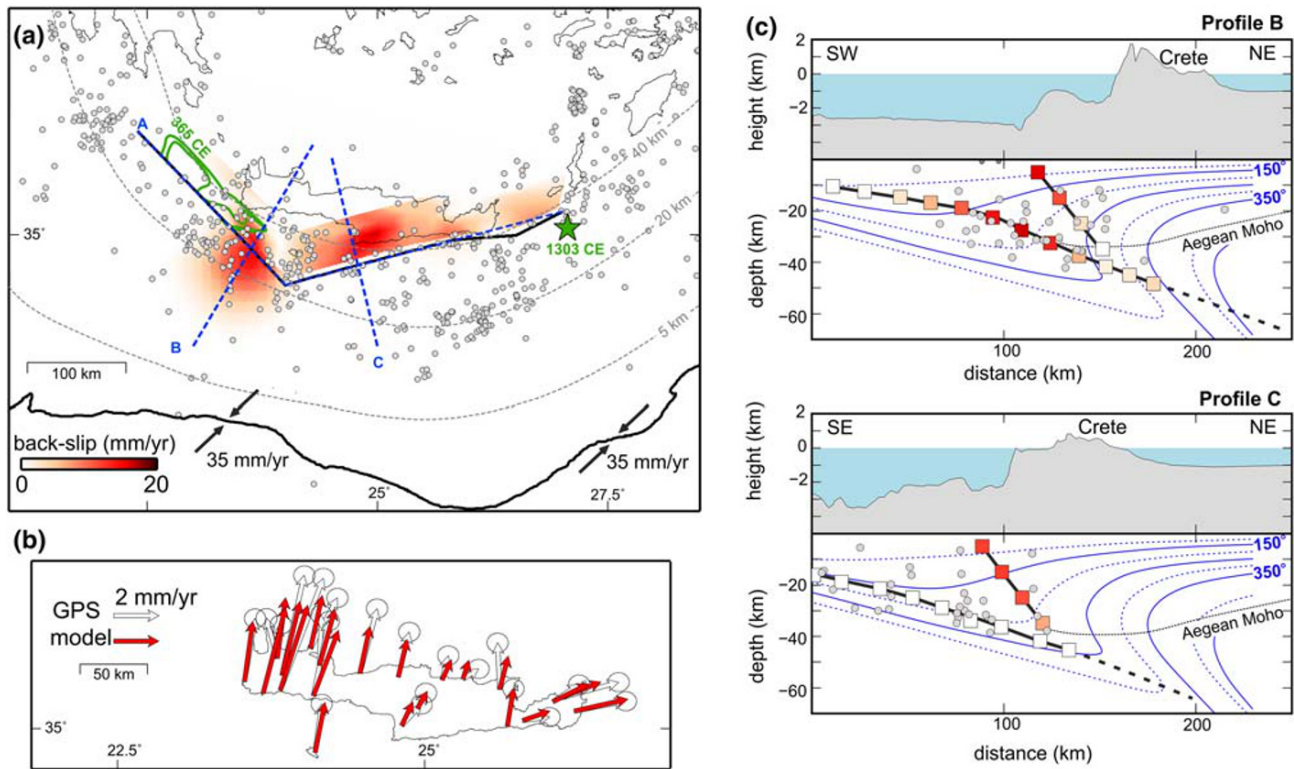 (a)
A
365 CE
40 km
20 km
5 km
35°
1303 CE
B
C
100 km
back-slip (mm/yr)
0
20
35 mm/yr
35 mm/yr
25°
27.5°
(b)
GPS
2 mm/yr
model
50 km
35°
22.5°
25°
(c)
Profile B
SW
Crete
NE
height (km)
2
0
−2
150°
350°
Aegean Moho
depth (km)
−20
−40
−60
100
200
distance (km)
Profile C
SE
Crete
NE
height (km)
2
0
−2
150°
350°
Aegean Moho
depth (km)
−20
−40
−60
100
200
distance (km)